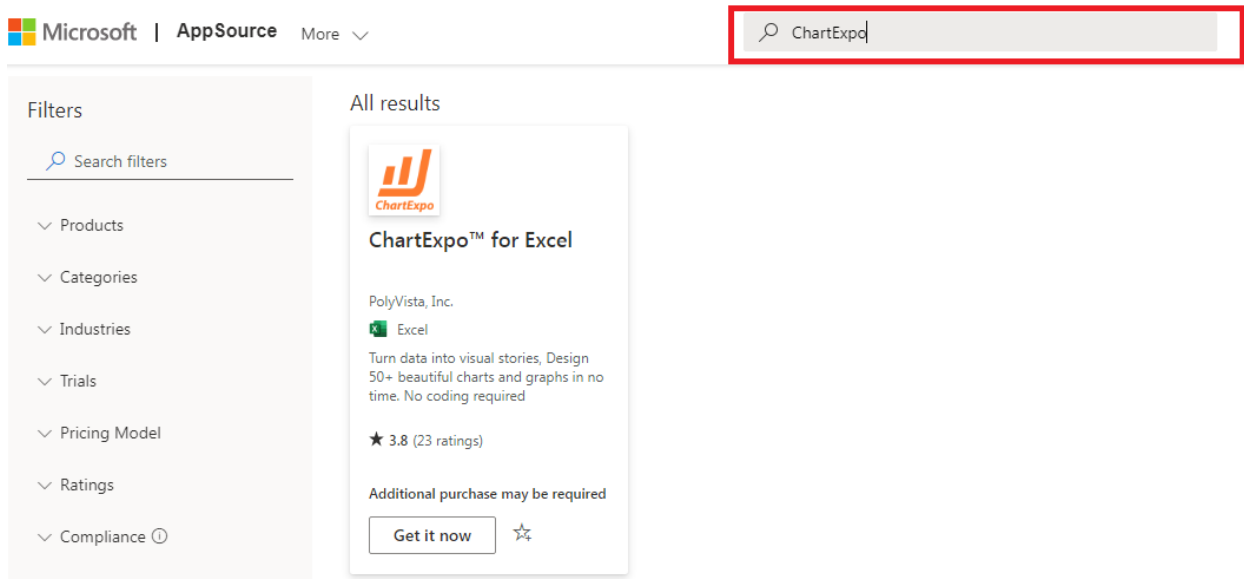 Microsoft | AppSource More
ChartExpo
Filters
Search filters
Products
Categories
Industries
Trials
Pricing Model
Ratings
Compliance
All results
ChartExpo
ChartExpo™ for Excel
PolyVista, Inc.
Excel
Turn data into visual stories, Design
50+ beautiful charts and graphs in no
time. No coding required
★ 3.8 (23 ratings)
Additional purchase may be required
Get it now